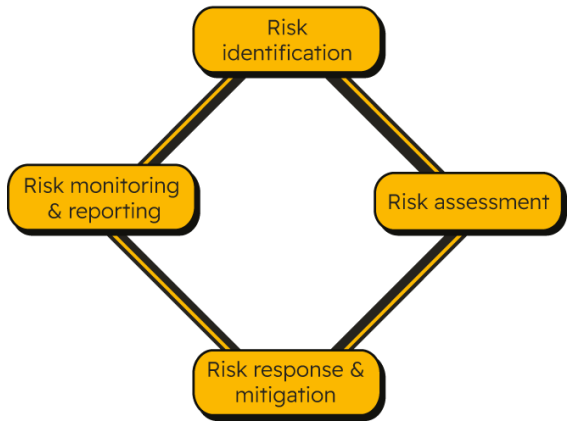 Risk
identification
Risk monitoring
& reporting
Risk assessment
Risk response &
mitigation